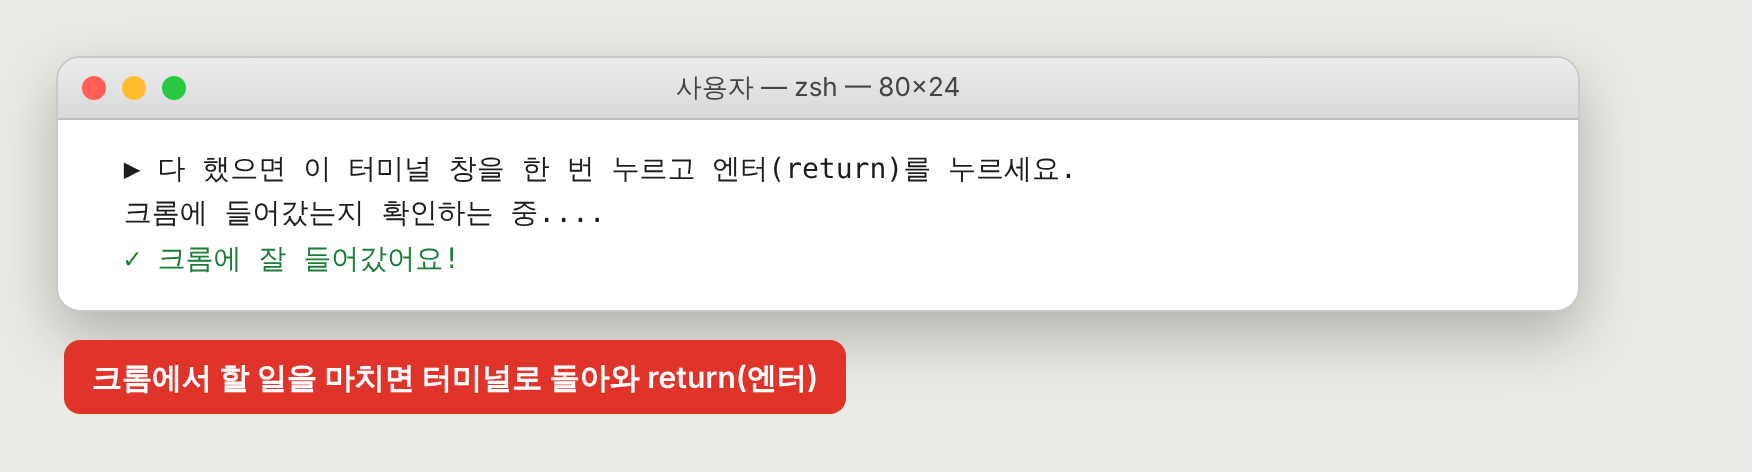 사용자 — zsh — 80×24
▶ 다 했으면 이 터미널 창을 한 번 누르고 엔터(return)를 누르세요.
크롬에 들어갔는지 확인하는 중....
✓ 크롬에 잘 들어갔어요!
크롬에서 할 일을 마치면 터미널로 돌아와 return(엔터)